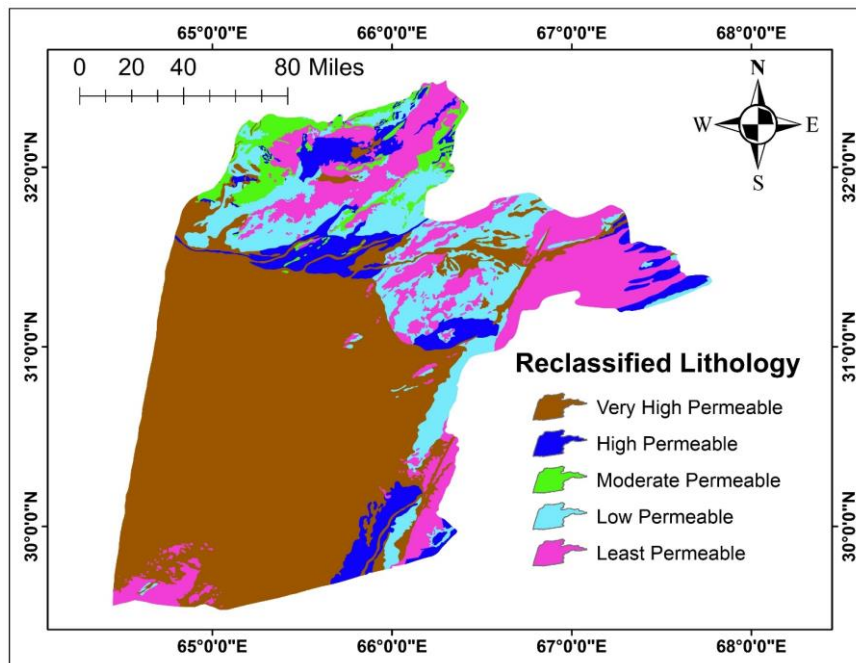 65°0'0"E 66°0'0"E 67°0'0"E 68°0'0"E
0 20 40 80 Miles
N
W E
S
32°0'0"N
32°0'0"N
31°0'0"N
31°0'0"N
Reclassified Lithology
Very High Permeable
High Permeable
Moderate Permeable
Low Permeable
Least Permeable
30°0'0"N
30°0'0"N
65°0'0"E 66°0'0"E 67°0'0"E 68°0'0"E